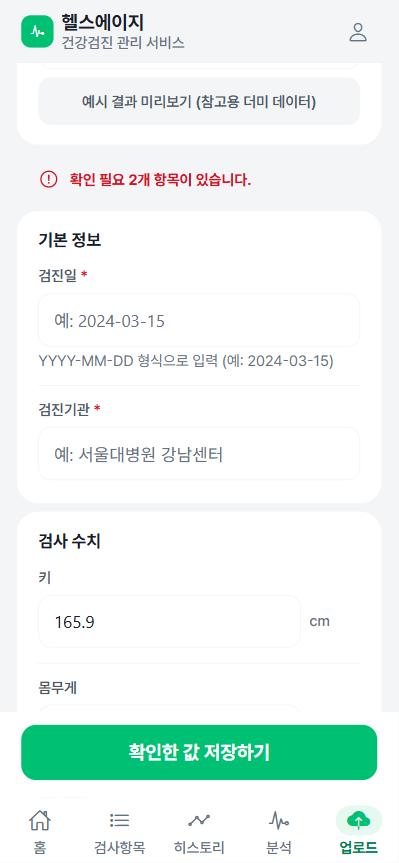 헬스에이지
건강검진 관리 서비스
예시 결과 미리보기 (참고용 더미 데이터)
확인 필요 2개 항목이 있습니다.
기본 정보
검진일 *
예: 2024-03-15
YYYY-MM-DD 형식으로 입력 (예: 2024-03-15)
검진기관 *
예: 서울대병원 강남센터
검사 수치
키
165.9 cm
몸무게
확인한 값 저장하기
홈 검사항목 히스토리 분석 업로드